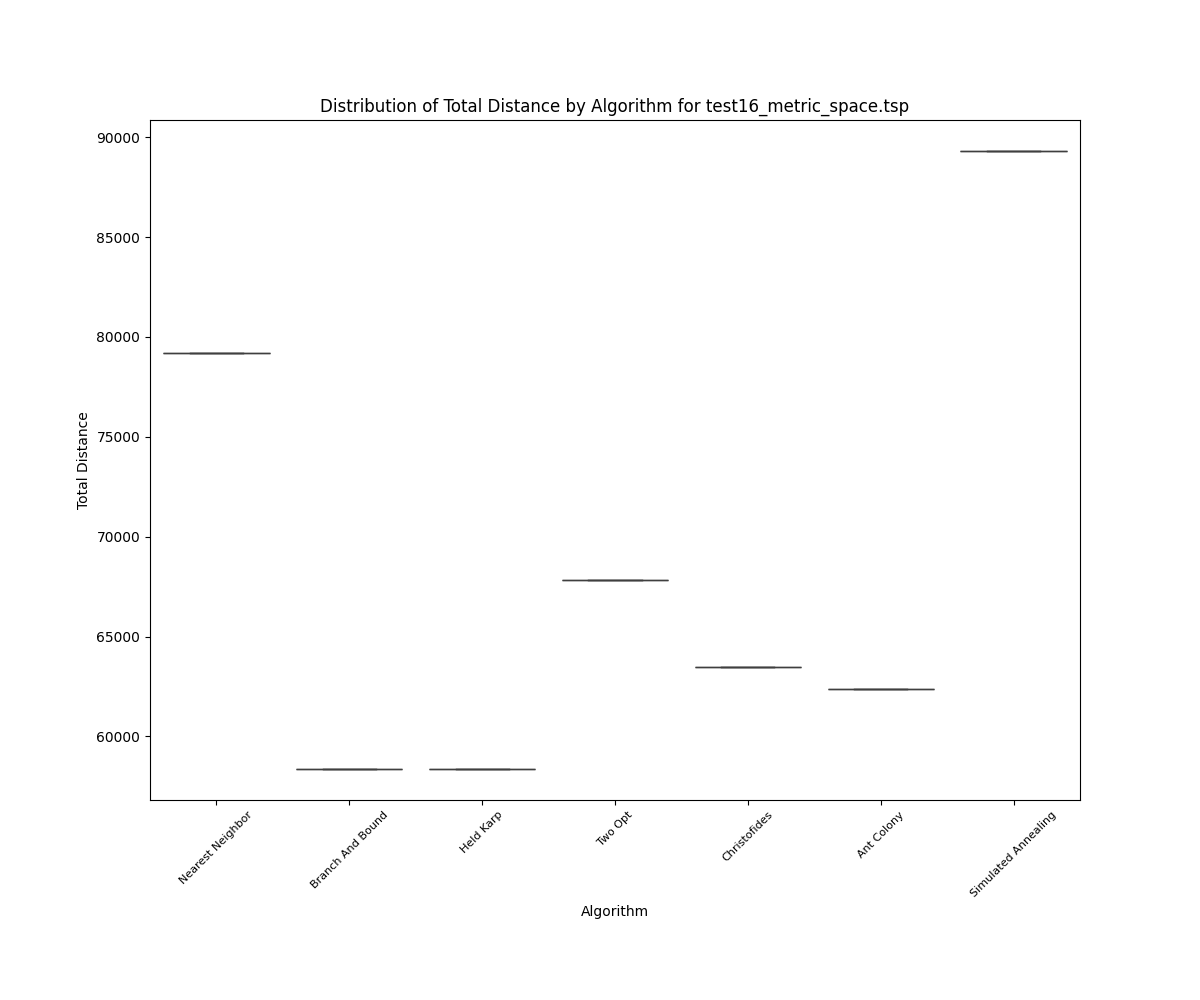 Distribution of Total Distance by Algorithm for test16_metric_space.tsp
90000
85000
80000
75000
70000
65000
60000
Total Distance
Nearest Neighbor
Branch And Bound
Held Karp
Two Opt
Christofides
Ant Colony
Simulated Annealing
Algorithm